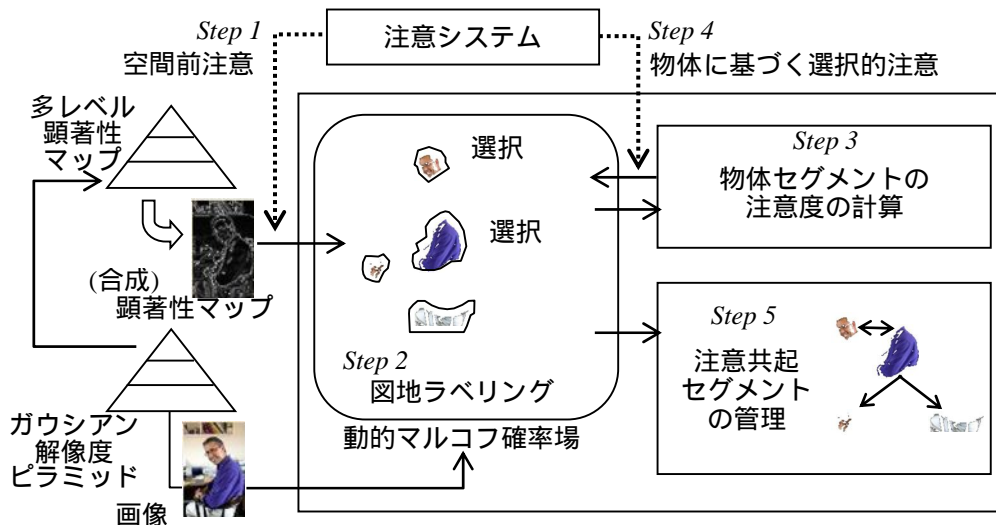 Step 1
空間前注意
注意システム
Step 4
物体に基づく選択的注意
多レベル
顕著性
マップ
(合成)
顕著性マップ
選択
選択
Step 2
図地ラベリング
動的マルコフ確率場
Step 3
物体セグメントの
注意度の計算
Step 5
注意共起
セグメント
の管理
ガウシアン
解像度
ピラミッド
画像